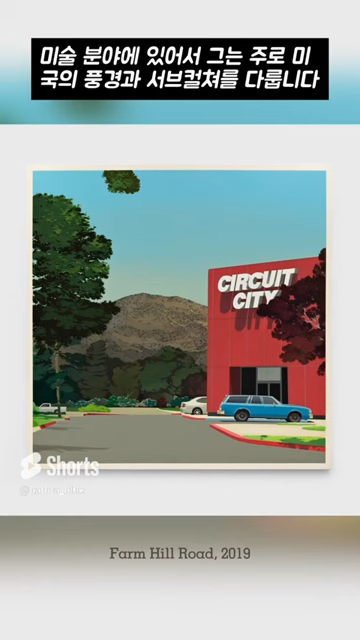 미술 분야에 있어서 그는 주로 미
국의 풍경과 서브컬쳐를 다룹니다
CIRCUIT
CITY
Shorts
Farm Hill Road, 2019